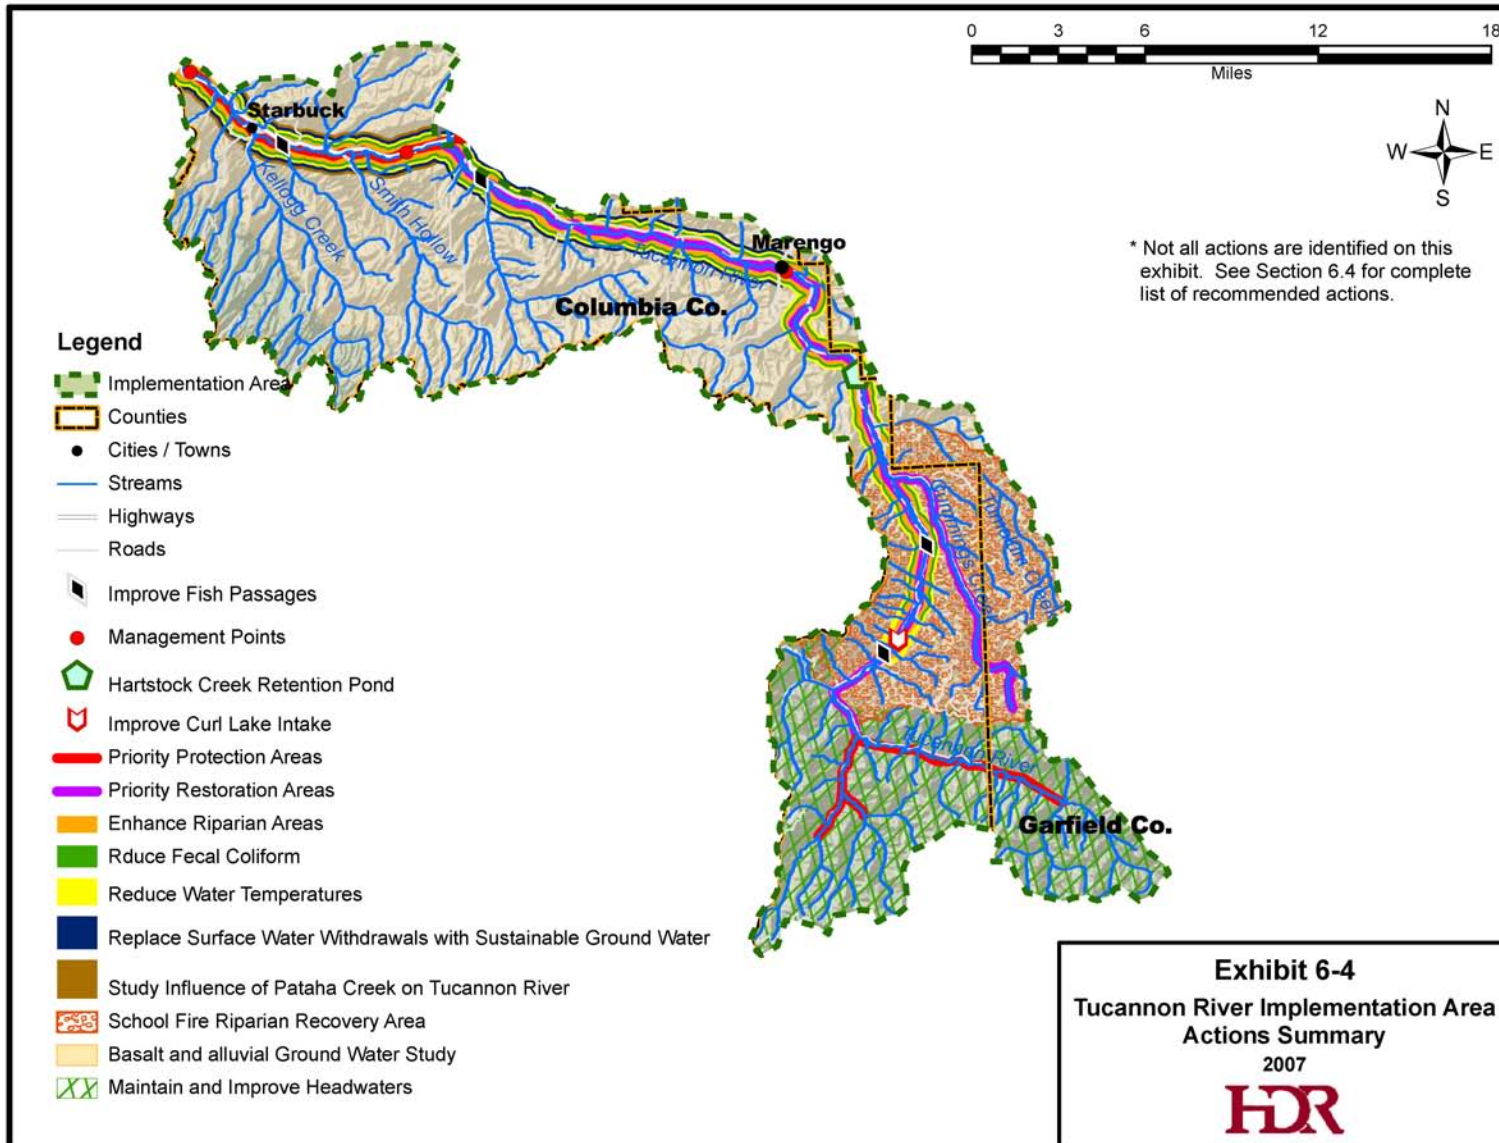 0 3 6 12 18
Miles
N
W E
S
* Not all actions are identified on this
exhibit. See Section 6.4 for complete
list of recommended actions.
Starbuck
Kellogg Creek
Smith Hollow
Tucannon River
Marengo
Columbia Co.
Cummings Creek
Tumalum Creek
Tucannon River
Garfield Co.
Legend
Implementation Area
Counties
Cities / Towns
Streams
Highways
Roads
Improve Fish Passages
Management Points
Hartstock Creek Retention Pond
Improve Curl Lake Intake
Priority Protection Areas
Priority Restoration Areas
Enhance Riparian Areas
Rduce Fecal Coliform
Reduce Water Temperatures
Replace Surface Water Withdrawals with Sustainable Ground Water
Study Influence of Pataha Creek on Tucannon River
School Fire Riparian Recovery Area
Basalt and alluvial Ground Water Study
Maintain and Improve Headwaters
Exhibit 6-4
Tucannon River Implementation Area
Actions Summary
2007
HDR